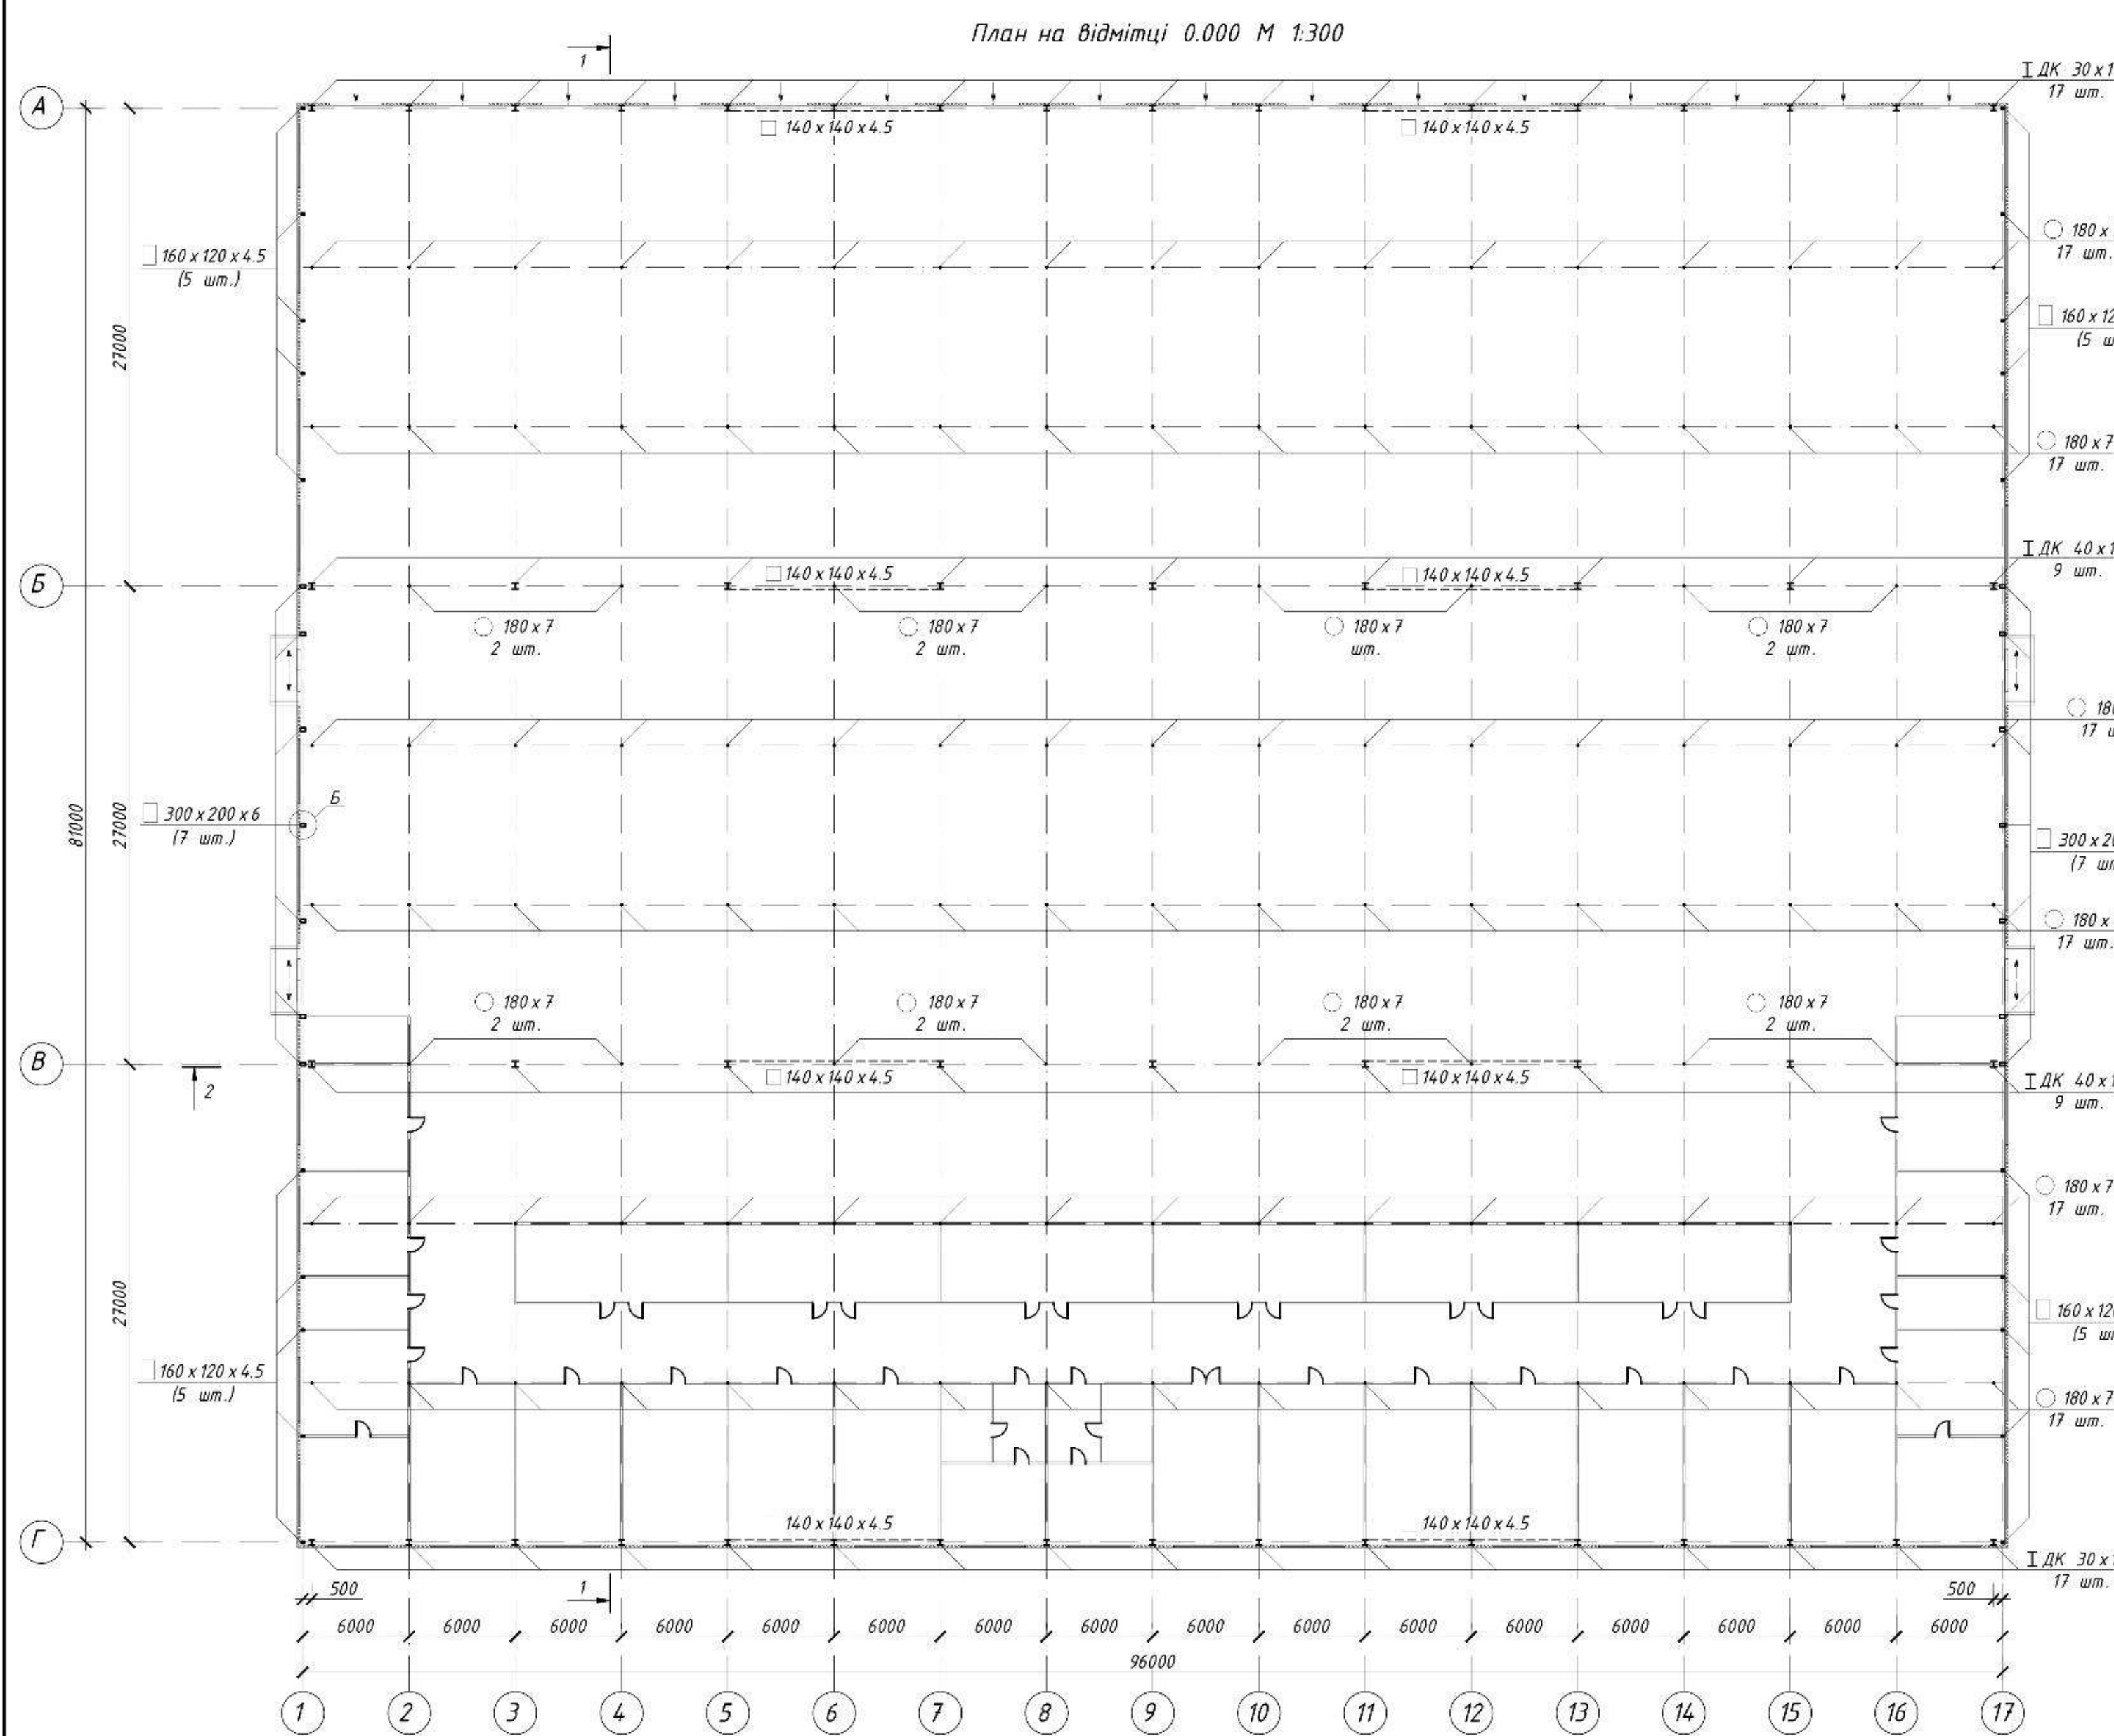 План на відмітці 0.000 М 1:300
1
I ДК 30 x 1
17 шт.
А
140 x 140 x 4.5
140 x 140 x 4.5
160 x 120 x 4.5
(5 шт.)
180 x
17 шт.
160 x 12
(5 ш
27000
180 x 7
17 шт.
I ДК 40 x 1
9 шт.
Б
140 x 140 x 4.5
140 x 140 x 4.5
180 x 7
2 шт.
180 x 7
2 шт.
180 x 7
шт.
180 x 7
2 шт.
180
17 ш
81000
27000
300 x 200 x 6
(7 шт.)
Б
300 x 20
(7 шт
180 x
17 шт.
180 x 7
2 шт.
180 x 7
2 шт.
180 x 7
2 шт.
180 x 7
2 шт.
В
140 x 140 x 4.5
140 x 140 x 4.5
2
I ДК 40 x 1
9 шт.
180 x 7
17 шт.
27000
160 x 12
(5 шт
160 x 120 x 4.5
(5 шт.)
180 x 7
17 шт.
140 x 140 x 4.5
140 x 140 x 4.5
Г
I ДК 30 x
17 шт.
500
1
500
6000 6000 6000 6000 6000 6000 6000 6000 6000 6000 6000 6000 6000 6000 6000 6000
96000
1 2 3 4 5 6 7 8 9 10 11 12 13 14 15 16 17